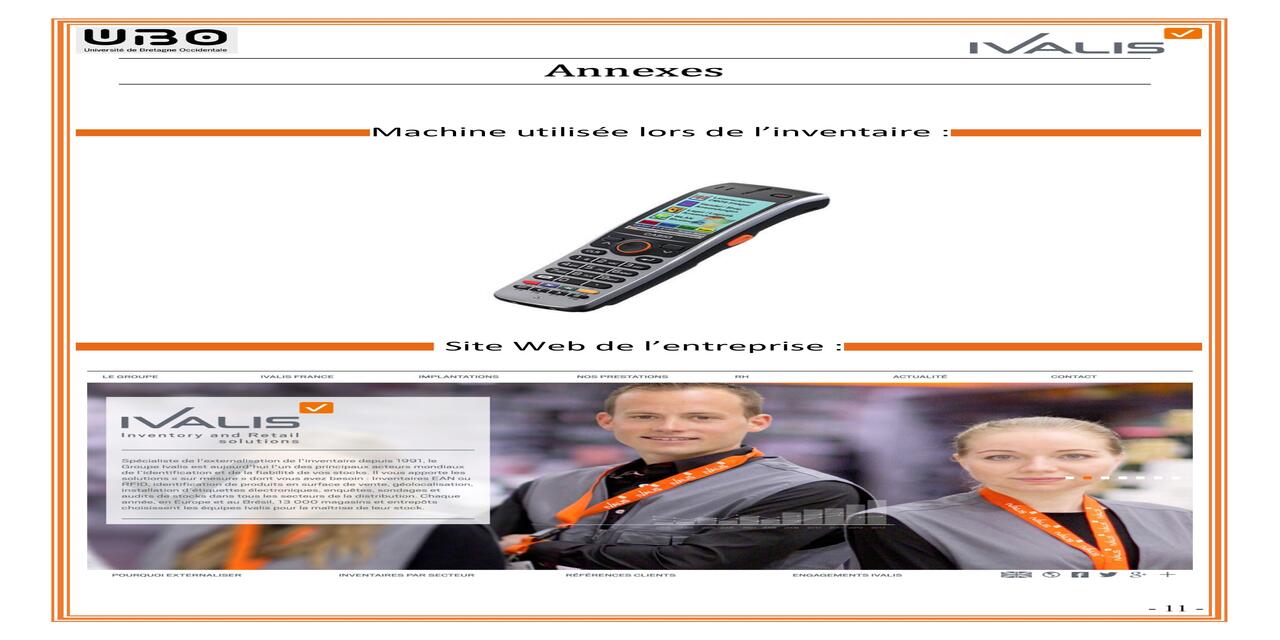 UBO
Université de Bretagne Occidentale
IVALIS
Annexes
Machine utilisée lors de l’inventaire :
CASIO
Site Web de l’entreprise :
LE GROUPE IVALIS FRANCE IMPLANTATIONS NOS PRESTATIONS RH ACTUALITÉ CONTACT
IVALIS
Inventory and Retail
solutions
Spécialiste de l'externalisation de l'inventaire depuis 1991, le
Groupe Ivalis est aujourd'hui l'un des principaux acteurs mondiaux
de l'identification et de la fiabilité de vos stocks. Il vous apporte les
solutions « sur mesure » dont vous avez besoin : Inventaires EAN ou
RFID, identification de produits en surface de vente, géolocalisation,
installation d'étiquettes électroniques, enquêtes, sondages et
audits de stocks dans tous les secteurs de la distribution. Chaque
année, en Europe et au Brésil, 13 000 magasins et entrepôts
choisissent les équipes Ivalis pour la maîtrise de leur stock.
POURQUOI EXTERNALISER INVENTAIRES PAR SECTEUR RÉFÉRENCES CLIENTS ENGAGEMENTS IVALIS
- 11 -